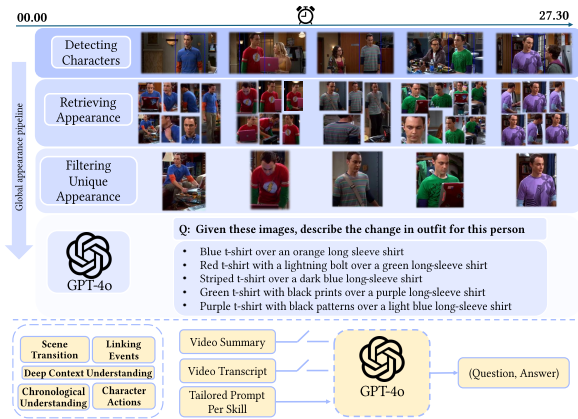 00.00
27.30
Detecting
Characters
Retrieving
Appearance
Filtering
Unique
Appearance
Global appearance pipeline
GPT-4o
Q: Given these images, describe the change in outfit for this person
• Blue t-shirt over an orange long sleeve shirt
• Red t-shirt with a lightning bolt over a green long-sleeve shirt
• Striped t-shirt over a dark blue long-sleeve shirt
• Green t-shirt with black prints over a purple long-sleeve shirt
• Purple t-shirt with black patterns over a light blue long-sleeve shirt
Scene
Transition
Linking
Events
Deep Context Understanding
Chronological
Understanding
Character
Actions
Video Summary
Video Transcript
Tailored Prompt
Per Skill
GPT-4o
(Question, Answer)